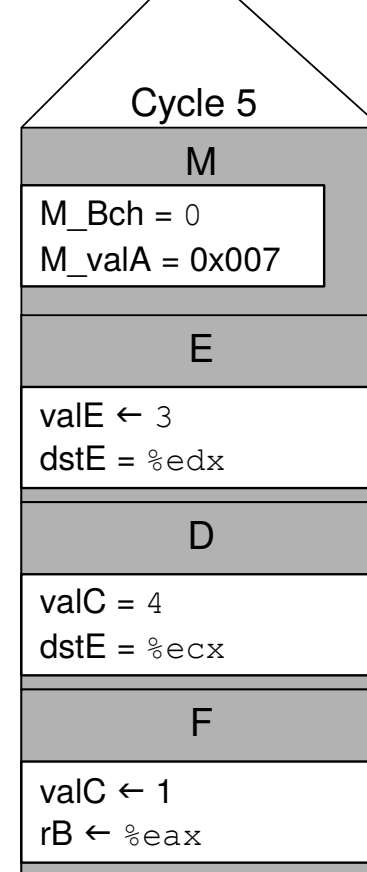 Cycle 5
M
M_Bch = 0
M_valA = 0x007
E
valE ← 3
dstE = %edx
D
valC = 4
dstE = %ecx
F
valC ← 1
rB ← %eax